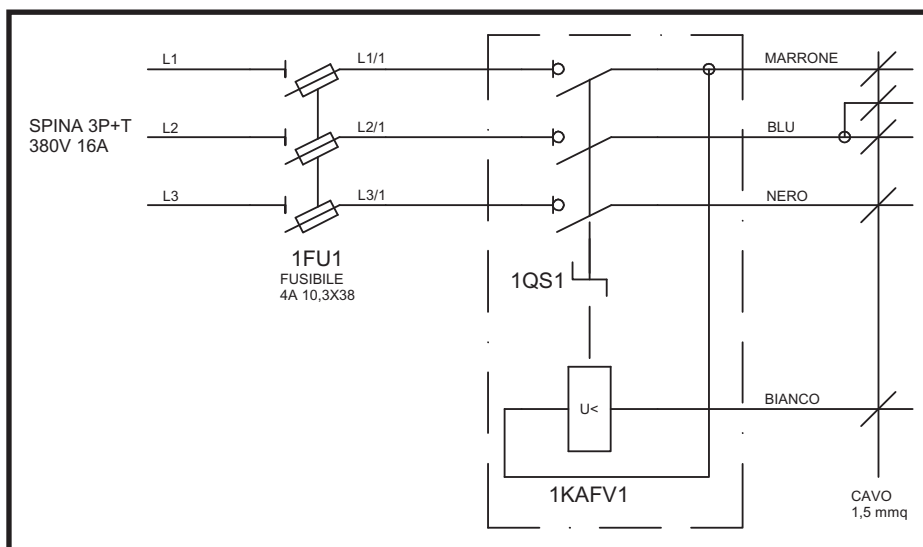 L1
L1/1
MARRONE
SPINA 3P+T
380V 16A
L2
L2/1
BLU
L3
L3/1
NERO
1FU1
FUSIBILE
4A 10,3X38
1QS1
U<
BIANCO
1KAFV1
CAVO
1,5 mmq